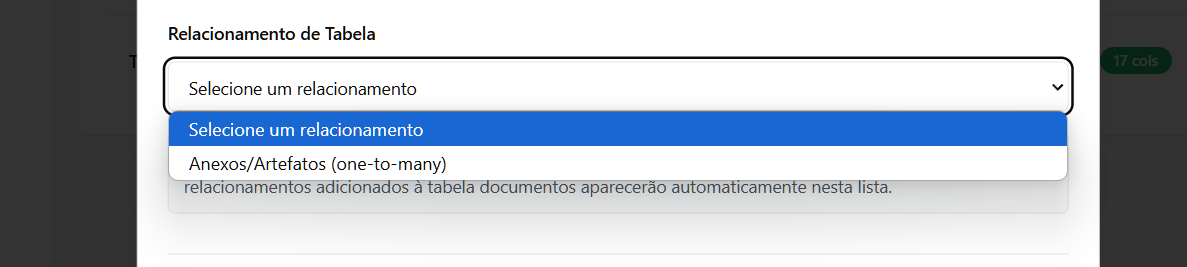 Relacionamento de Tabela
17 cols
Selecione um relacionamento
Selecione um relacionamento
Anexos/Artefatos (one-to-many)
relacionamentos adicionados à tabela documentos aparecerão automaticamente nesta lista.